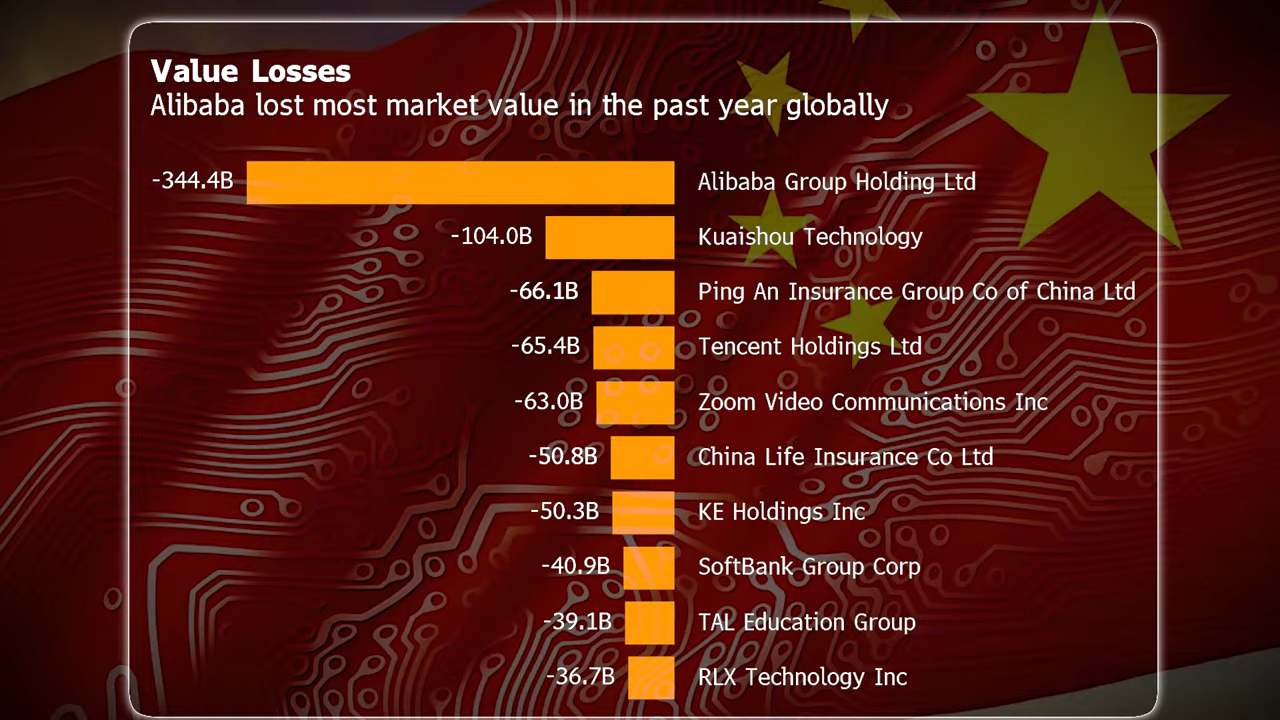 Value Losses
Alibaba lost most market value in the past year globally
-344.4B Alibaba Group Holding Ltd
-104.0B Kuaishou Technology
-66.1B Ping An Insurance Group Co of China Ltd
-65.4B Tencent Holdings Ltd
-63.0B Zoom Video Communications Inc
-50.8B China Life Insurance Co Ltd
-50.3B KE Holdings Inc
-40.9B SoftBank Group Corp
-39.1B TAL Education Group
-36.7B RLX Technology Inc